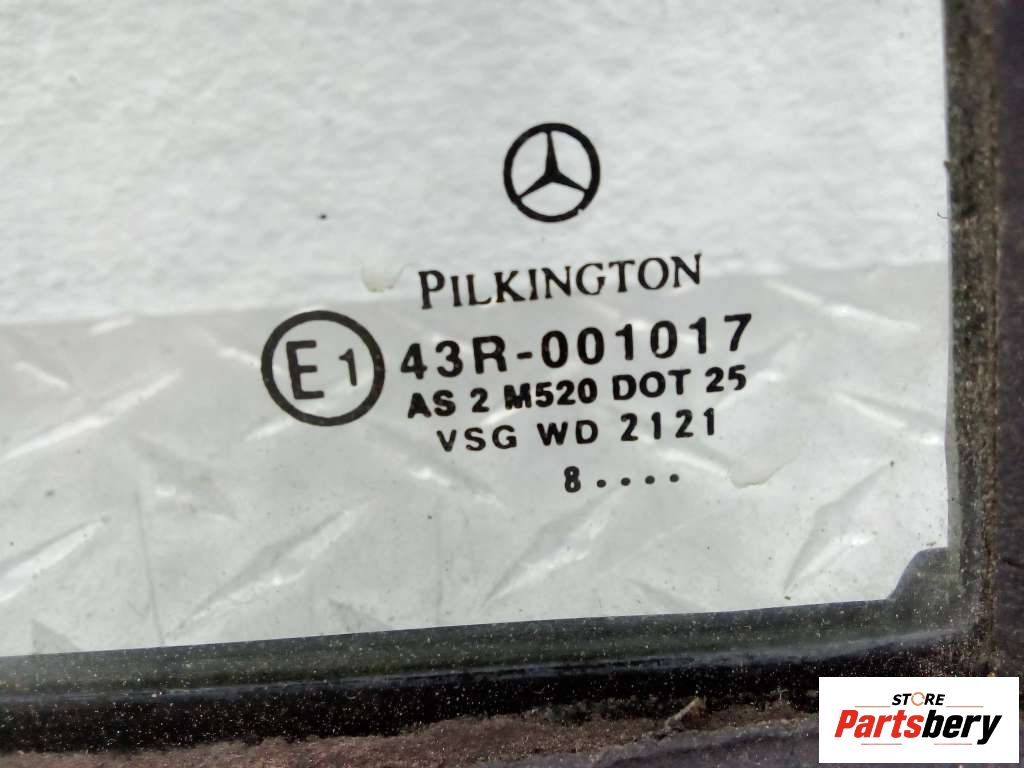 PILKINGTON
E1 43R-001017
AS 2 M520 DOT 25
VSG WD 2121
8....
STORE
Partsbery